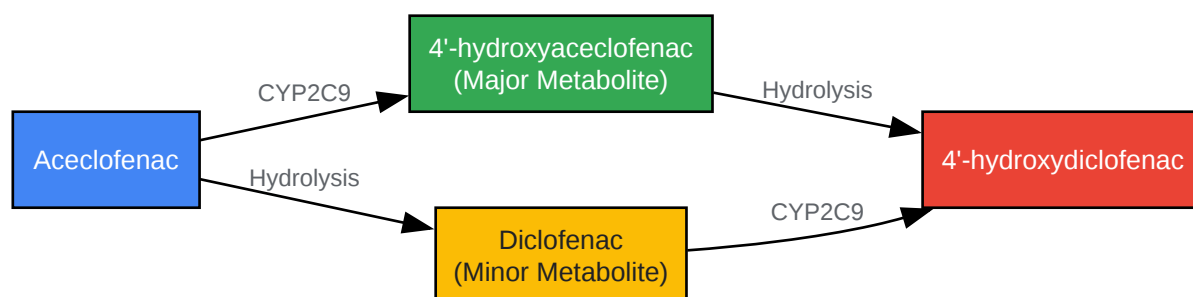 Aceclofenac
CYP2C9
Hydrolysis
4'-hydroxyaceclofenac
(Major Metabolite)
Diclofenac
(Minor Metabolite)
Hydrolysis
CYP2C9
4'-hydroxydiclofenac